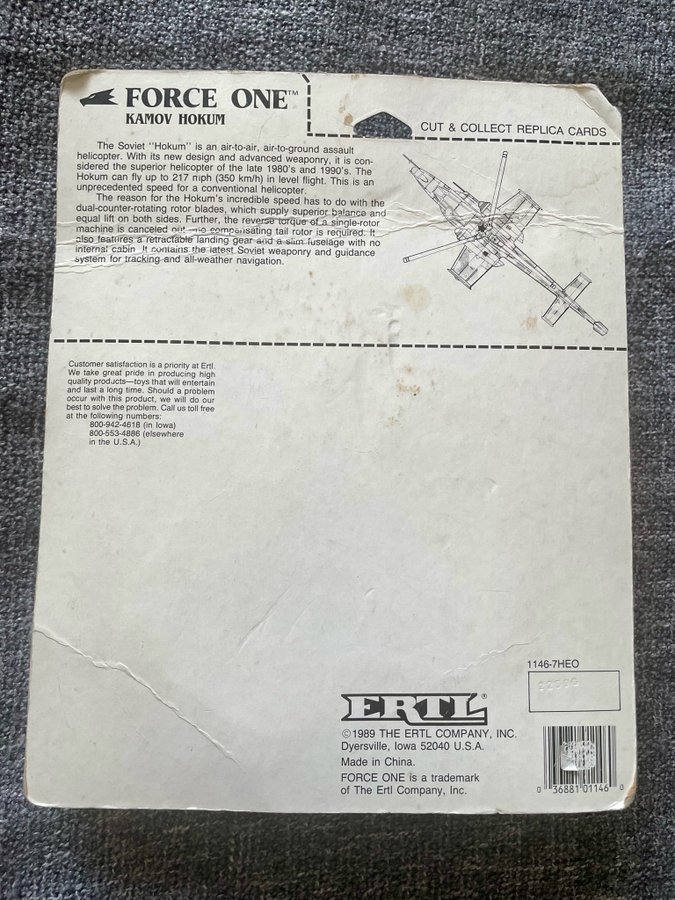 FORCE ONE™
KAMOV HOKUM
CUT & COLLECT REPLICA CARDS
The Soviet "Hokum" is an air-to-air, air-to-ground assault
helicopter. With its new design and advanced weaponry, it is con-
sidered the superior helicopter of the late 1980's and 1990's. The
Hokum can fly up to 217 mph (350 km/h) in level flight. This is an
unprecedented speed for a conventional helicopter.
The reason for the Hokum's incredible speed has to do with the
dual-counter-rotating rotor blades, which supply superior balance and
equal lift on both sides. Further, the reverse torque of a single-rotor
machine is canceled out—no compensating tail rotor is required. It
also features a retractable landing gear and a slim fuselage with no
internal cabin. It contains the latest Soviet weaponry and guidance
system for tracking and all-weather navigation.
Customer satisfaction is a priority at Ertl.
We take great pride in producing high
quality products—toys that will entertain
and last a long time. Should a problem
occur with this product, we will do our
best to solve the problem. Call us toll free
at the following numbers:
800-942-4618 (in Iowa)
800-553-4886 (elsewhere
in the U.S.A.)
1146-7HEO
ERTL®
©1989 THE ERTL COMPANY, INC.
Dyersville, Iowa 52040 U.S.A.
Made in China.
FORCE ONE is a trademark
of The Ertl Company, Inc.
0 36881 01146 0